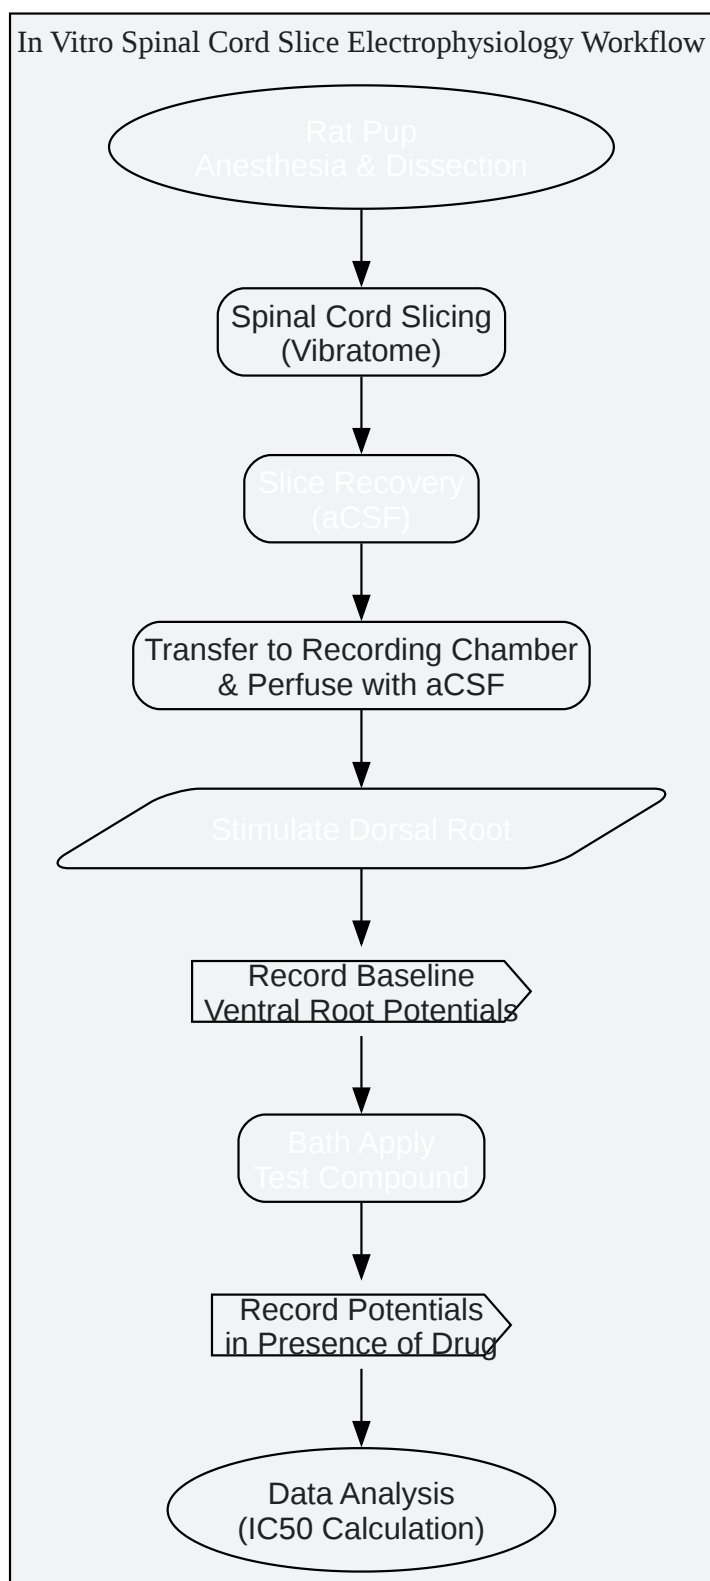 In Vitro Spinal Cord Slice Electrophysiology Workflow
Rat Pup
Anesthesia & Dissection
Spinal Cord Slicing
(Vibratome)
Slice Recovery
(aCSF)
Transfer to Recording Chamber
& Perfuse with aCSF
Stimulate Dorsal Root
Record Baseline
Ventral Root Potentials
Bath Apply
Test Compound
Record Potentials
in Presence of Drug
Data Analysis
(IC50 Calculation)